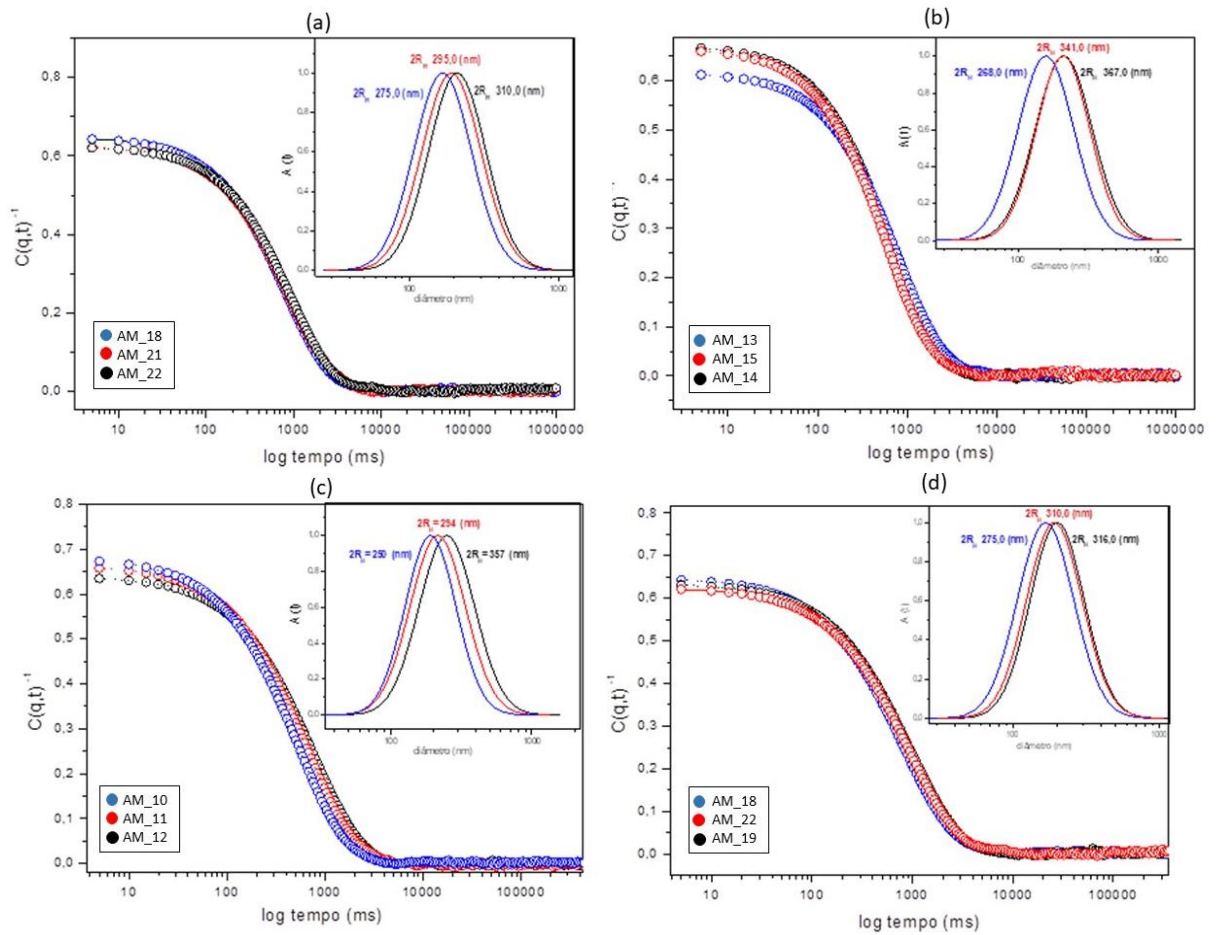 (a)
C(q,t)⁻¹
0,8
0,6
0,4
0,2
0,0
10 100 1000 10000 100000 1000000
log tempo (ms)
AM_18
AM_21
AM_22
2R_H 295,0 (nm)
2R_H 275,0 (nm)
2R_H 310,0 (nm)
1,0
0,8
0,6
0,4
0,2
0,0
100 1000
diâmetro (nm)
(b)
C(q,t)⁻¹
0,6
0,5
0,4
0,3
0,2
0,1
0,0
10 100 1000 10000 100000 1000000
log tempo (ms)
AM_13
AM_15
AM_14
2R_H 341,0 (nm)
2R_H 268,0 (nm)
2R_H 367,0 (nm)
A(t)
1,0
0,8
0,6
0,4
0,2
0,0
100 1000
diâmetro (nm)
(c)
C(q,t)⁻¹
0,8
0,7
0,6
0,5
0,4
0,3
0,2
0,1
0,0
10 100 1000 10000 100000
log tempo (ms)
AM_10
AM_11
AM_12
2R_H = 294 (nm)
2R_H = 250 (nm)
2R_H = 357 (nm)
1,0
0,8
0,6
0,4
0,2
0,0
100 1000
diâmetro (nm)
(d)
C(q,t)⁻¹
0,8
0,7
0,6
0,5
0,4
0,3
0,2
0,1
0,0
10 100 1000 10000 100000
log tempo (ms)
AM_18
AM_22
AM_19
2R_H 310,0 (nm)
2R_H 275,0 (nm)
2R_H 316,0 (nm)
1,0
0,8
0,6
0,4
0,2
0,0
100 1000
diâmetro (nm)